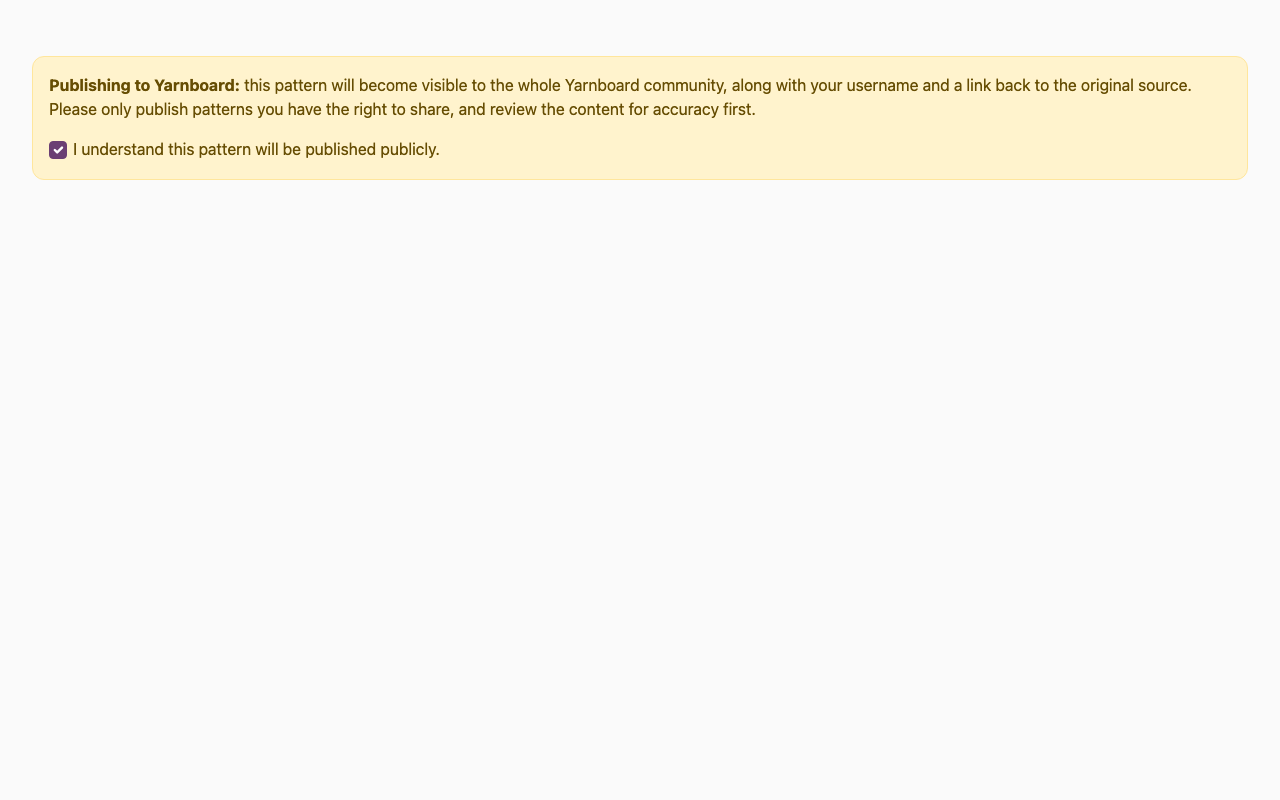 Publishing to Yarnboard: this pattern will become visible to the whole Yarnboard community, along with your username and a link back to the original source.
Please only publish patterns you have the right to share, and review the content for accuracy first.
I understand this pattern will be published publicly.